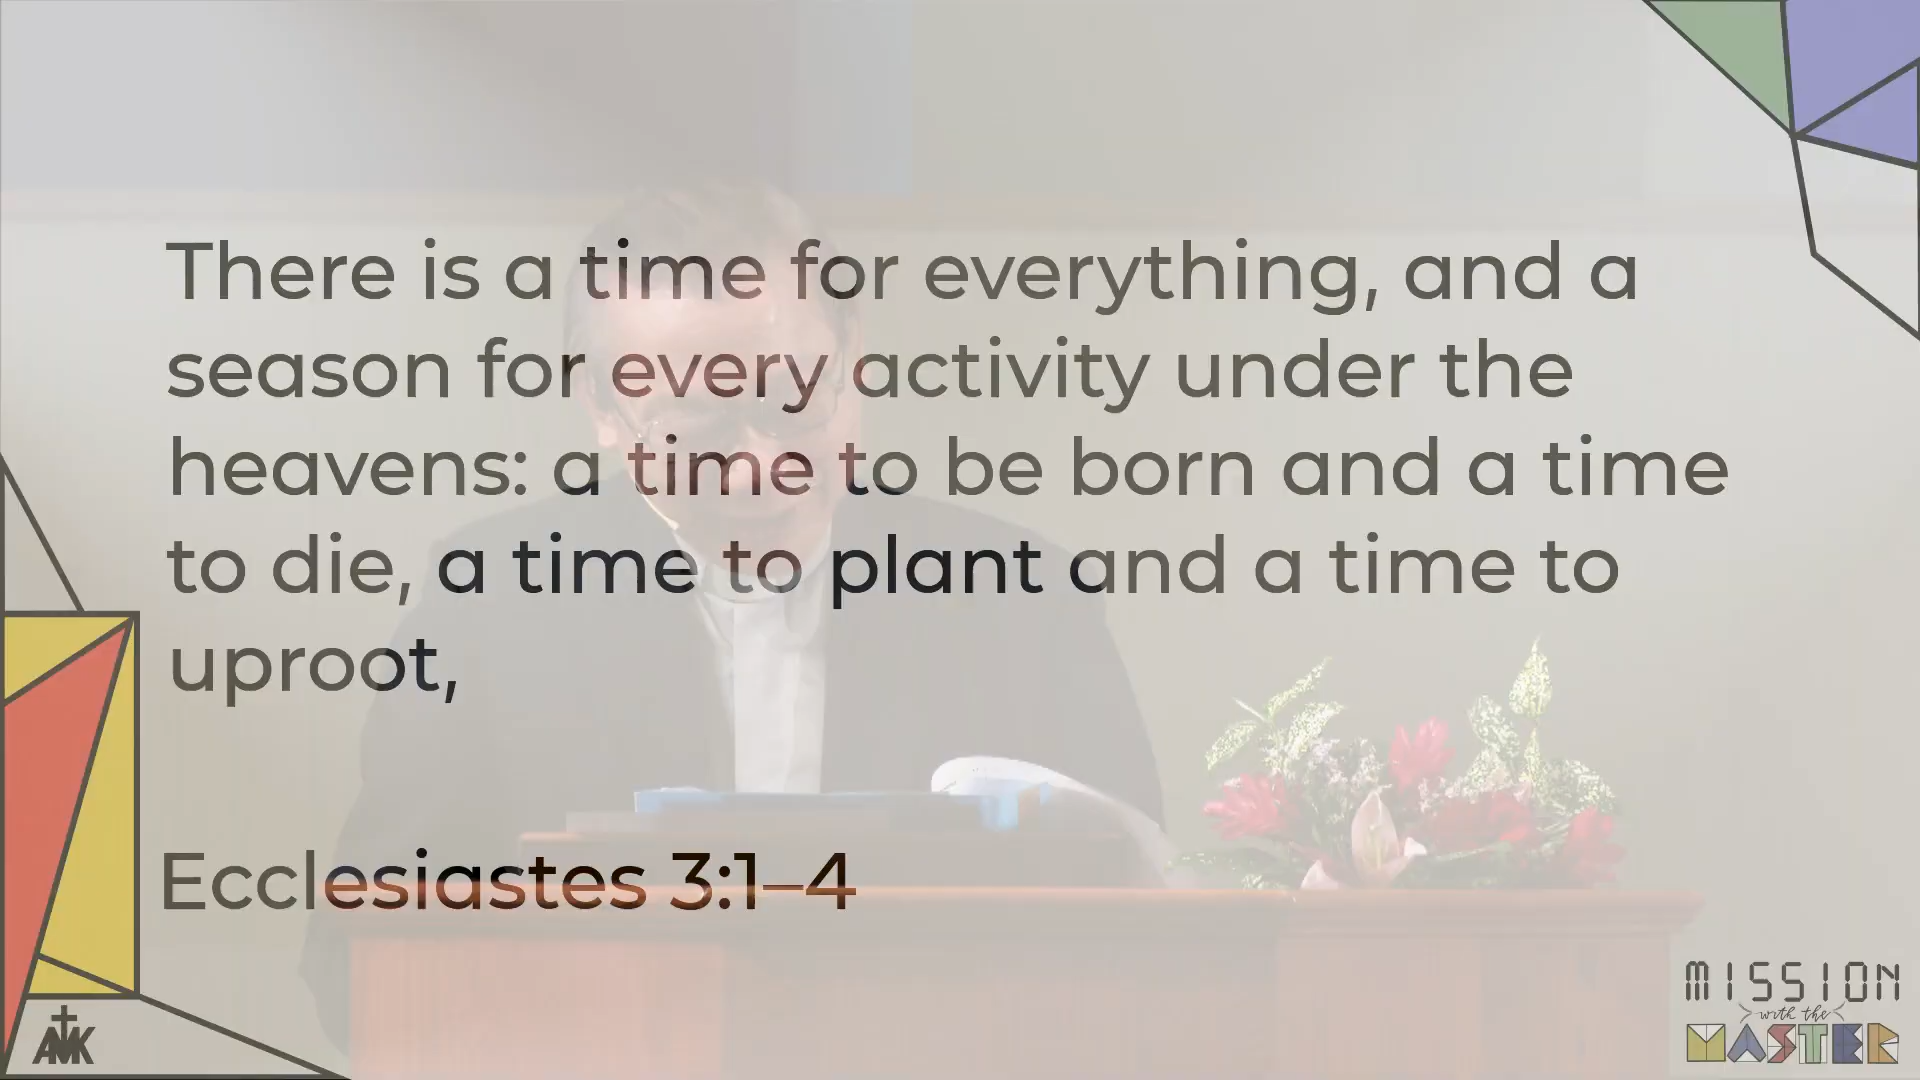 There is a time for everything, and a
season for every activity under the
heavens: a time to be born and a time
to die, a time to plant and a time to
uproot,
Ecclesiastes 3:1–4
AMK
MISSION
with the
MASTER